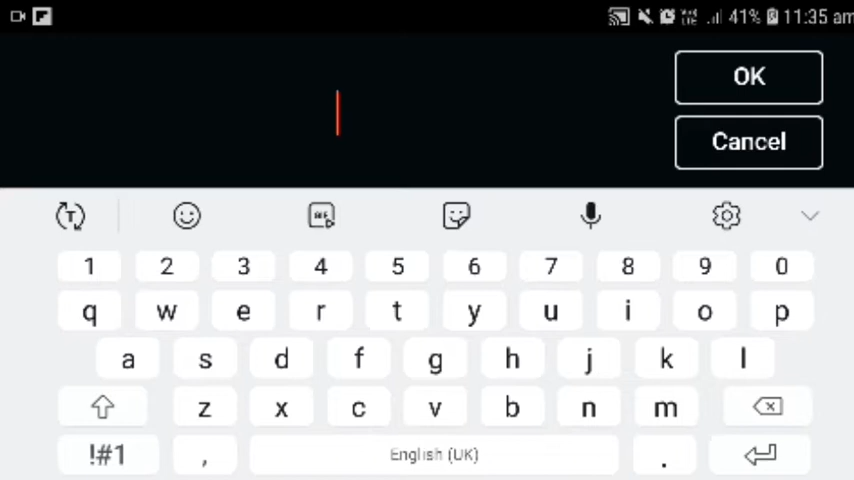 41% 11:35 am
OK
Cancel
1 2 3 4 5 6 7 8 9 0
q w e r t y u i o p
a s d f g h j k l
z x c v b n m
!#1 , English (UK) .